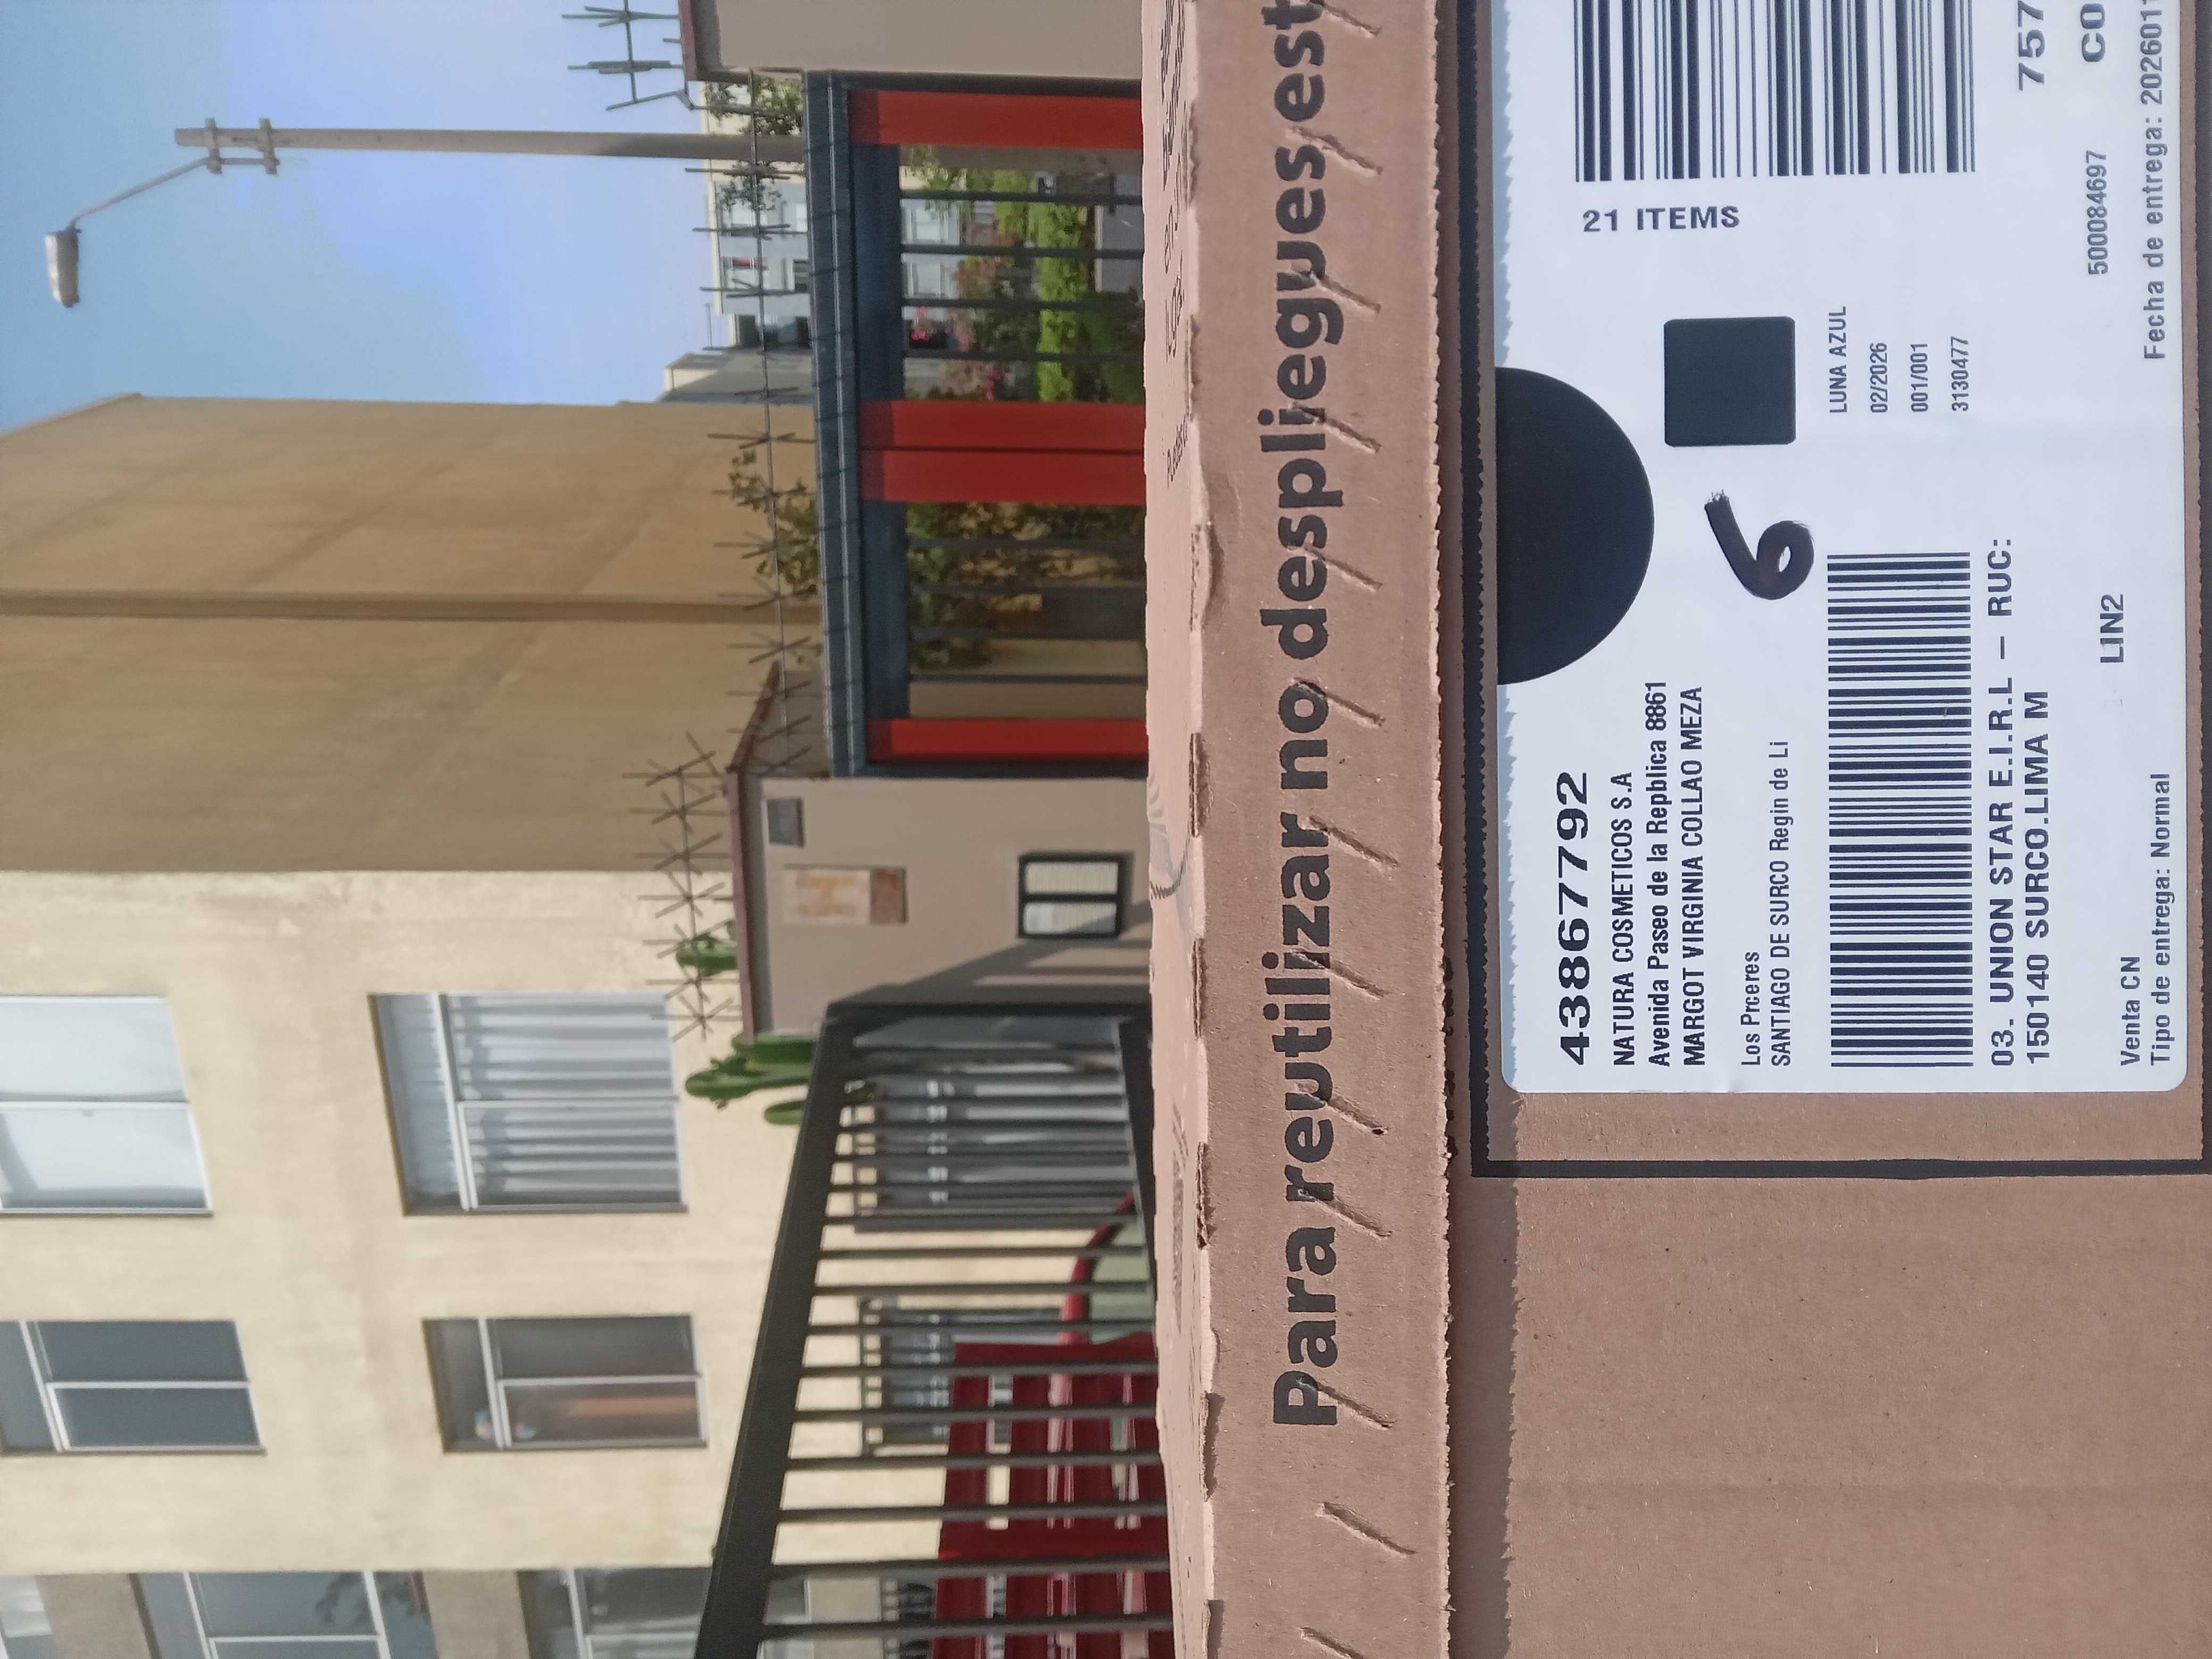 Para reutilizar no despliegues est
43867792
NATURA COSMETICOS S.A
Avenida Paseo de la Repblica 8861
MARGOT VIRGINIA COLLAO MEZA
Los Prceres
SANTIAGO DE SURCO Regin de Li
6
21 ITEMS
LUNA AZUL
02/2026
001/001
3130477
03. UNION STAR E.I.R.L – RUC:
150140 SURCO.LIMA M
757
LIN2
500084697
CO
Venta CN
Tipo de entrega: Normal
Fecha de entrega: 202601